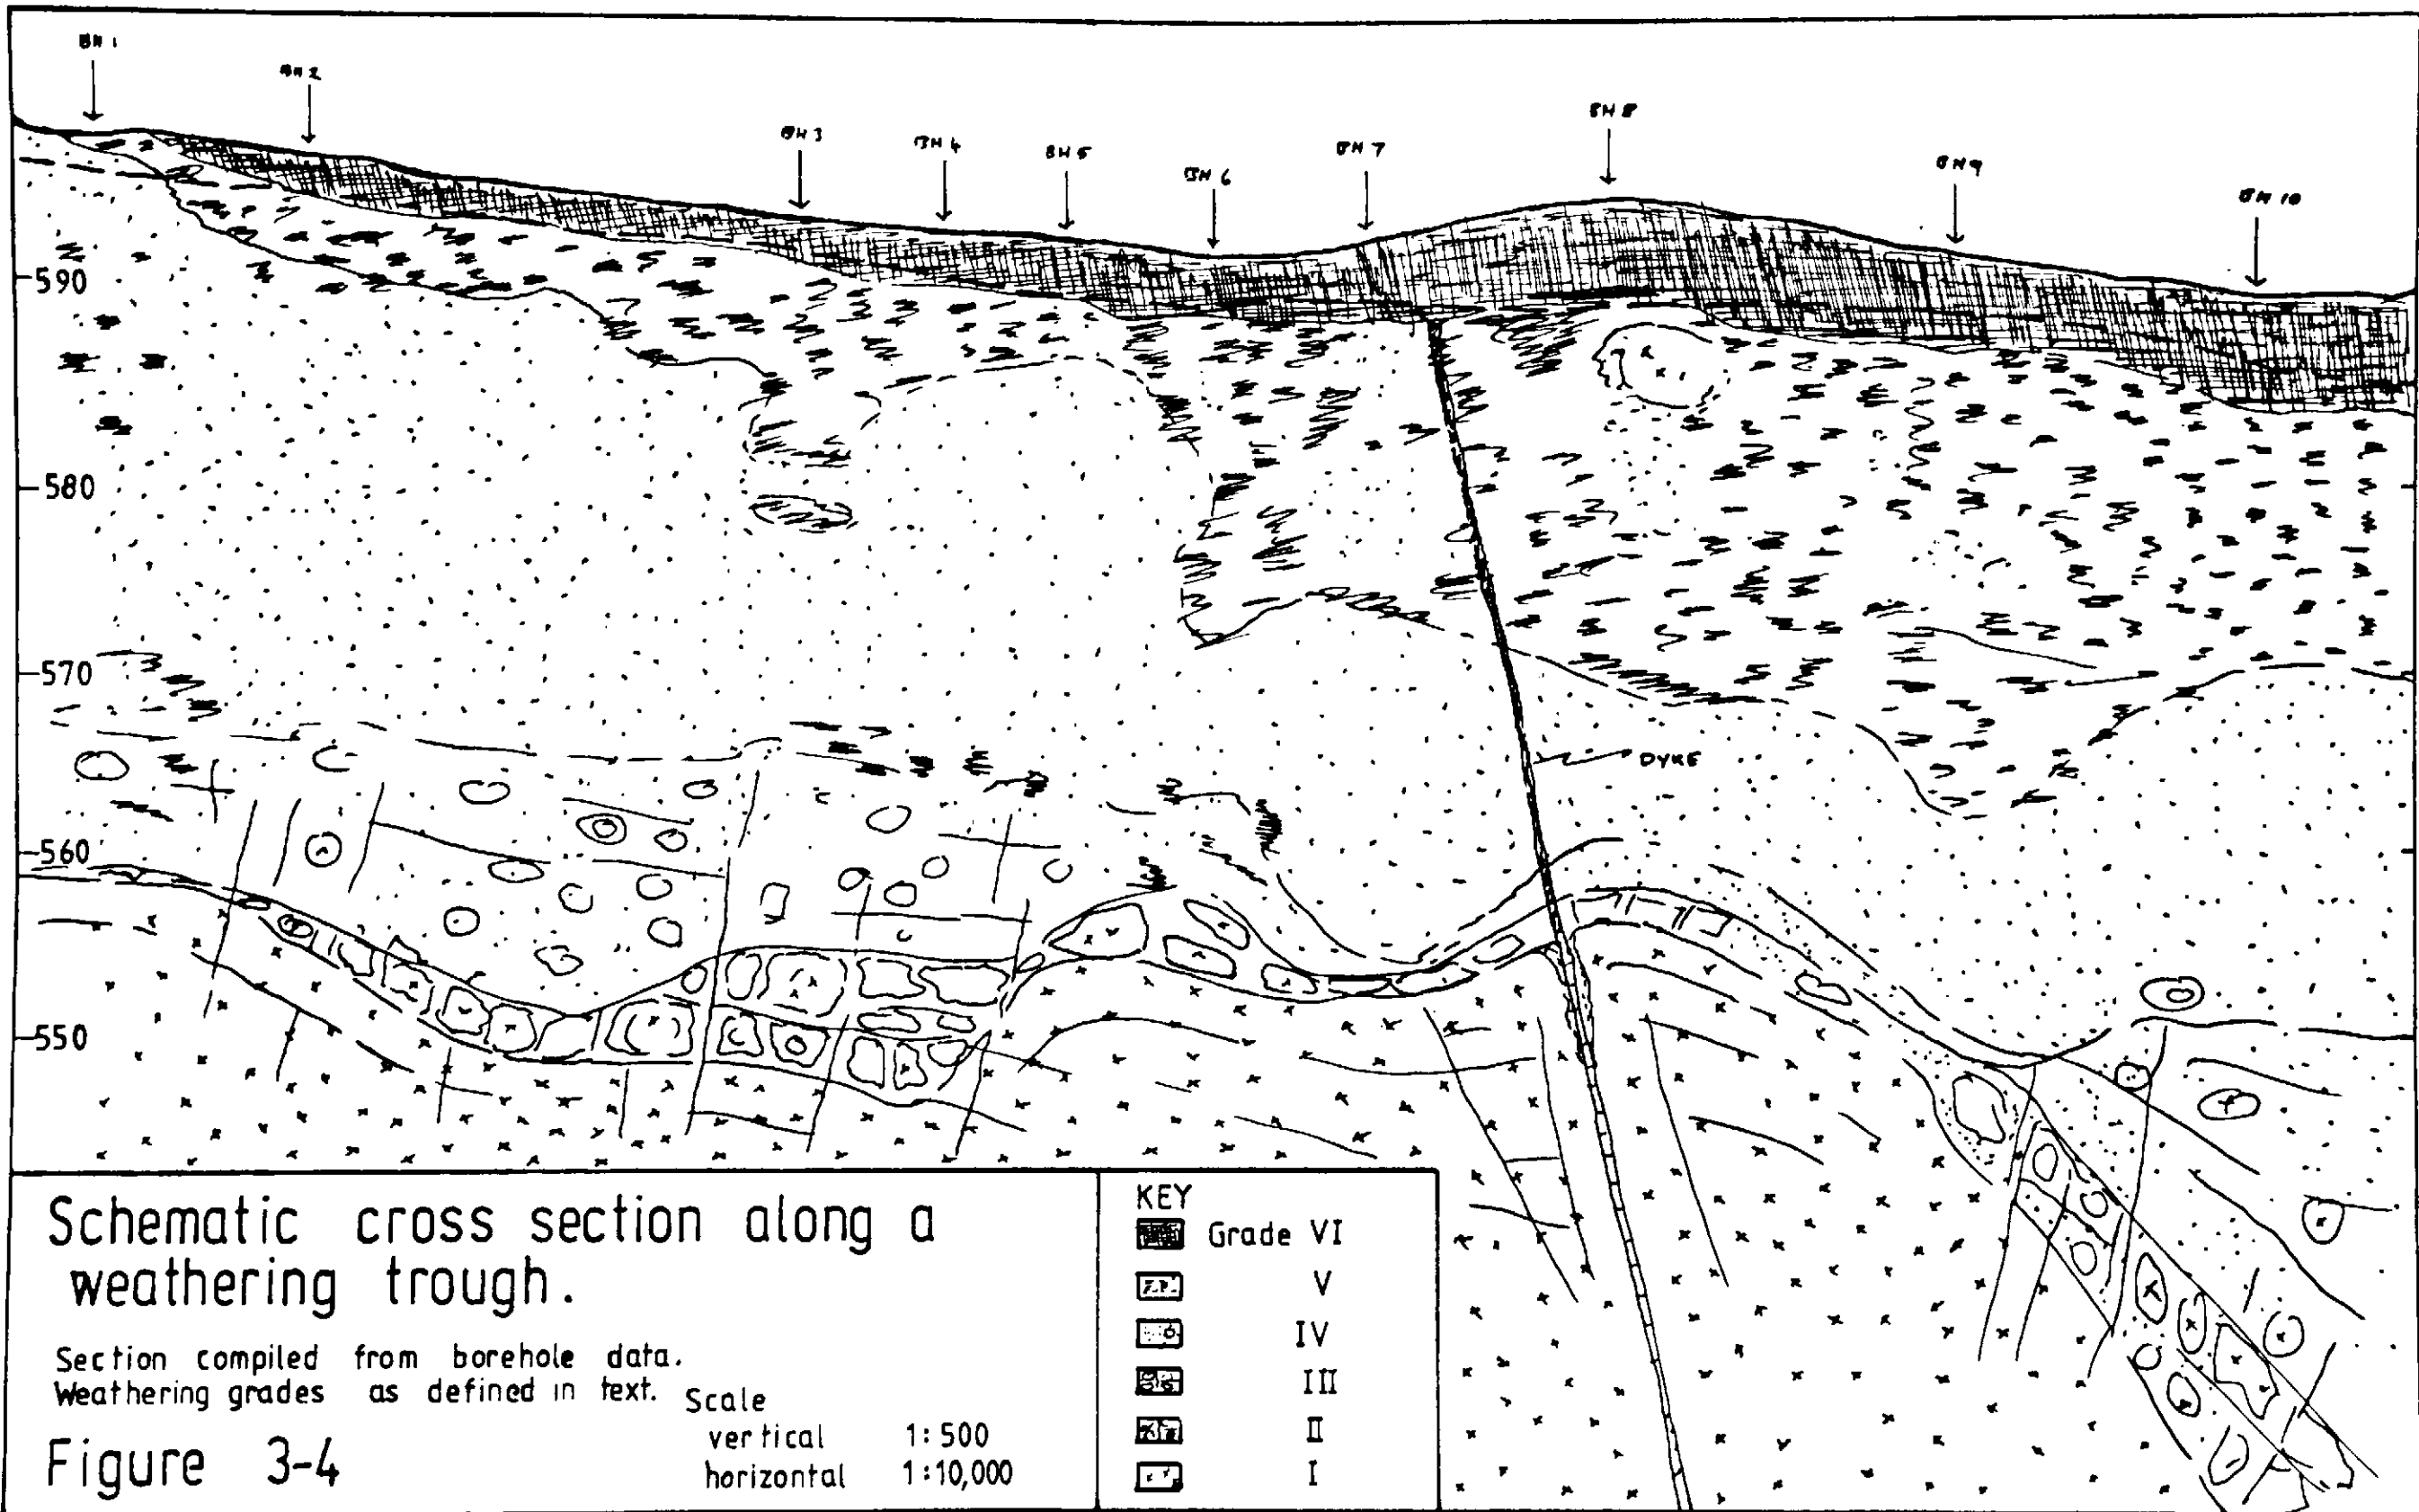 BH 1
BH 2
BH 3
BH 4
BH 5
BH 6
BH 7
BH 8
BH 9
BH 10
590
580
570
560
550
DYKE
Schematic cross section along a
weathering trough.
Section compiled from borehole data.
Weathering grades as defined in text.
Scale
vertical 1:500
horizontal 1:10,000
Figure 3-4
KEY
Grade VI
V
IV
III
II
I